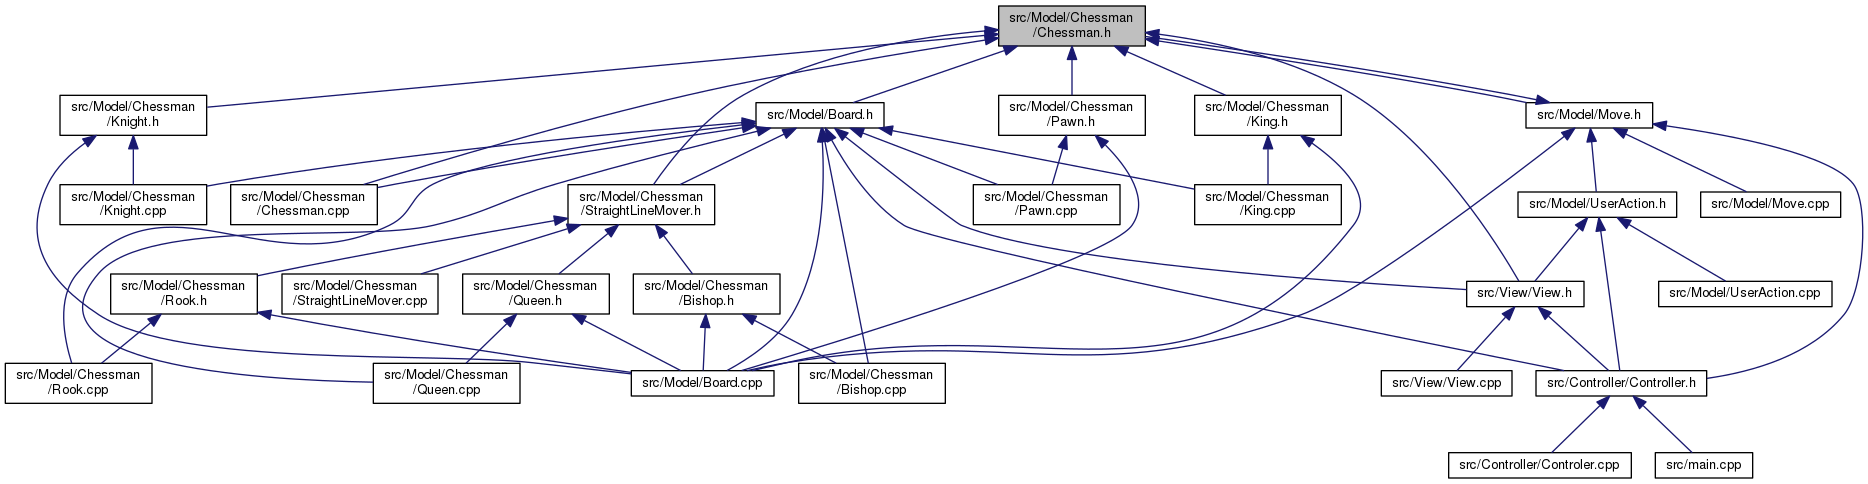 src/Model/Chessman
/Chessman.h
src/Model/Chessman
/Knight.h
src/Model/Board.h
src/Model/Chessman
/Pawn.h
src/Model/Chessman
/King.h
src/Model/Move.h
src/Model/Chessman
/Knight.cpp
src/Model/Chessman
/Chessman.cpp
src/Model/Chessman
/StraightLineMover.h
src/Model/Chessman
/Pawn.cpp
src/Model/Chessman
/King.cpp
src/Model/UserAction.h
src/Model/Move.cpp
src/Model/Chessman
/Rook.h
src/Model/Chessman
/StraightLineMover.cpp
src/Model/Chessman
/Queen.h
src/Model/Chessman
/Bishop.h
src/View/View.h
src/Model/UserAction.cpp
src/Model/Chessman
/Rook.cpp
src/Model/Chessman
/Queen.cpp
src/Model/Board.cpp
src/Model/Chessman
/Bishop.cpp
src/View/View.cpp
src/Controller/Controller.h
src/Controller/Controler.cpp
src/main.cpp